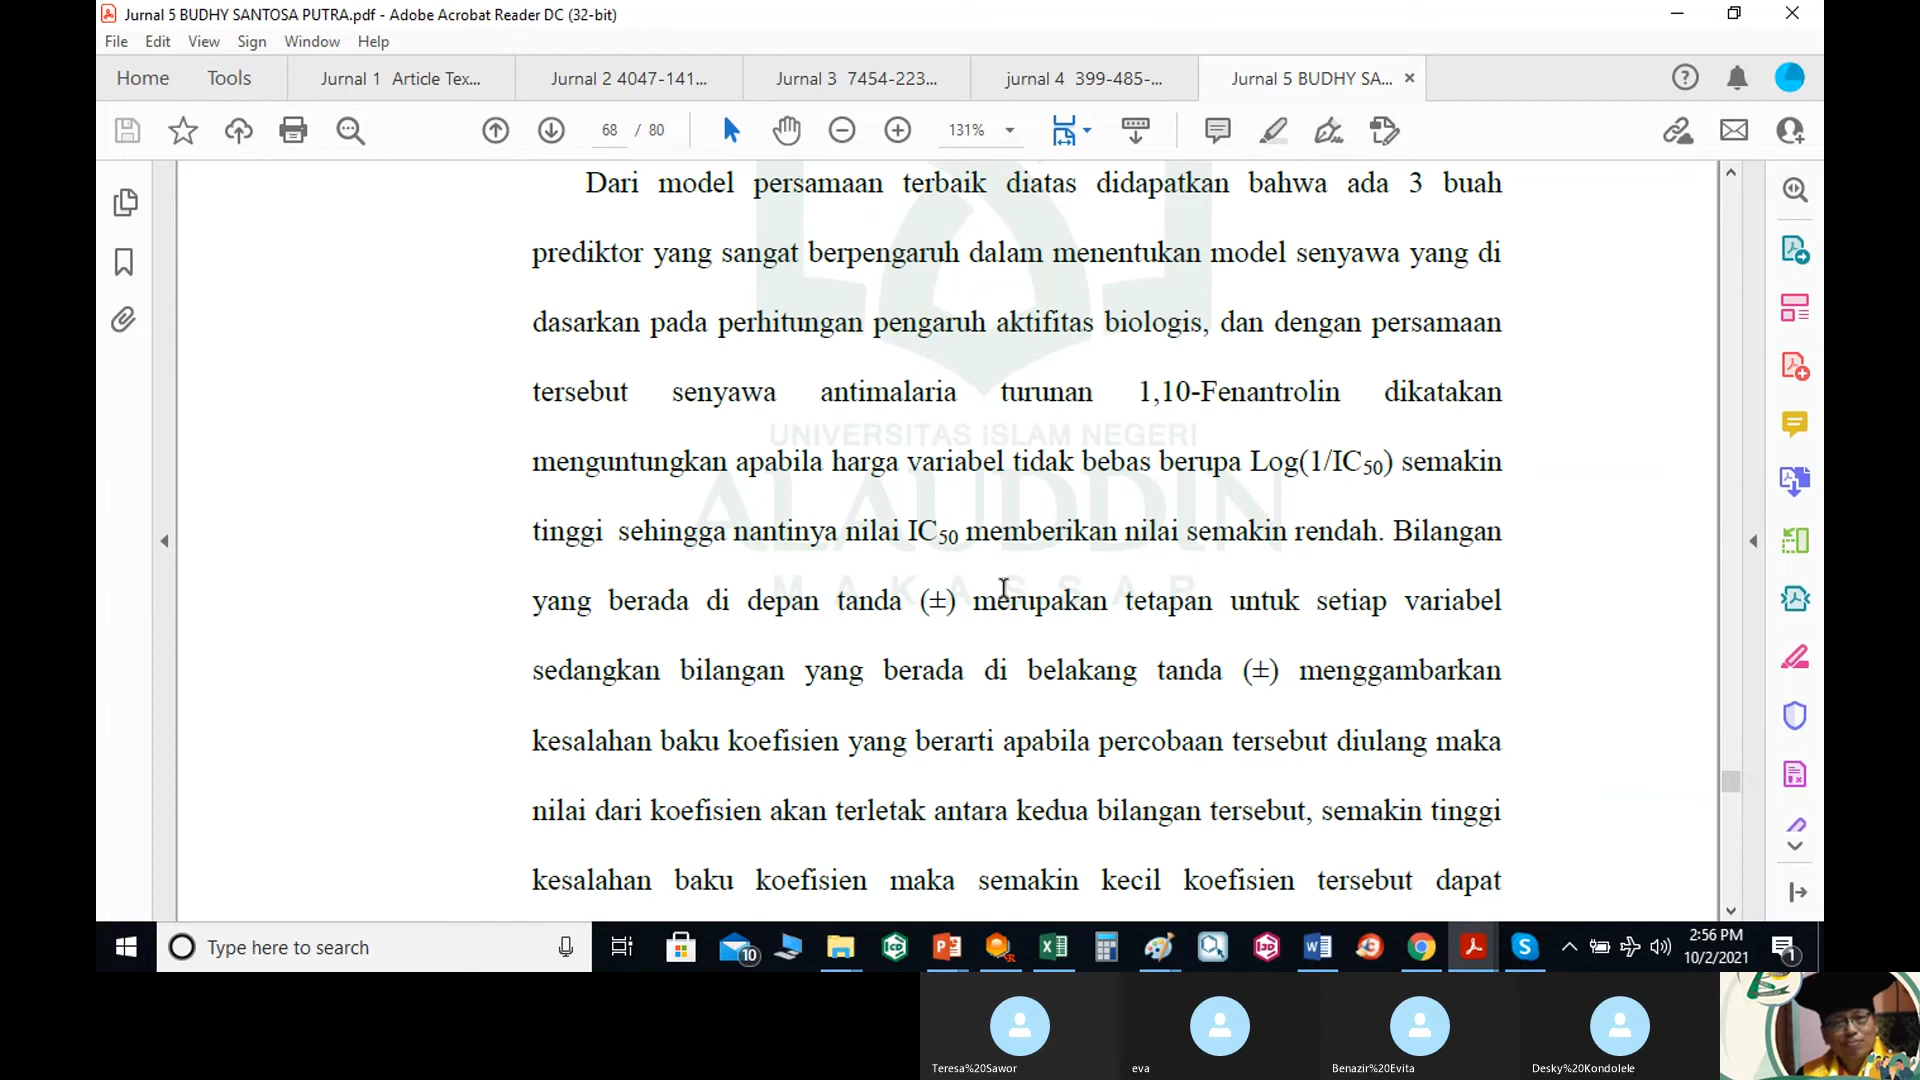 Jurnal 5 BUDHY SANTOSA PUTRA.pdf - Adobe Acrobat Reader DC (32-bit)
File Edit View Sign Window Help
Home Tools Jurnal 1 Article Tex... Jurnal 2 4047-141... Jurnal 3 7454-223... jurnal 4 399-485-... Jurnal 5 BUDHY SA... ×
68 / 80 131%
Dari model persamaan terbaik diatas didapatkan bahwa ada 3 buah
prediktor yang sangat berpengaruh dalam menentukan model senyawa yang di
dasarkan pada perhitungan pengaruh aktifitas biologis, dan dengan persamaan
tersebut senyawa antimalaria turunan 1,10-Fenantrolin dikatakan
UNIVERSITAS ISLAM NEGERI
menguntungkan apabila harga variabel tidak bebas berupa Log(1/IC50) semakin
ALAUDDIN
tinggi sehingga nantinya nilai IC50 memberikan nilai semakin rendah. Bilangan
MAKASSAR
yang berada di depan tanda (±) merupakan tetapan untuk setiap variabel
sedangkan bilangan yang berada di belakang tanda (±) menggambarkan
kesalahan baku koefisien yang berarti apabila percobaan tersebut diulang maka
nilai dari koefisien akan terletak antara kedua bilangan tersebut, semakin tinggi
kesalahan baku koefisien maka semakin kecil koefisien tersebut dapat
Type here to search
10
2:56 PM
10/2/2021
1
Teresa%20Sawor eva Benazir%20Evita Desky%20Kondolele